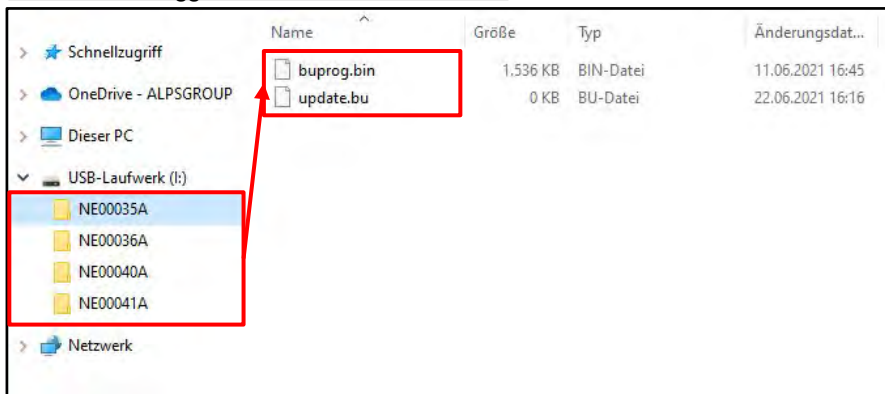 Name Größe Typ Änderungsdat...
Schnellzugriff
buprog.bin 1.536 KB BIN-Datei 11.06.2021 16:45
OneDrive - ALPSGROUP
update.bu 0 KB BU-Datei 22.06.2021 16:16
Dieser PC
USB-Laufwerk (I:)
NE00035A
NE00036A
NE00040A
NE00041A
Netzwerk